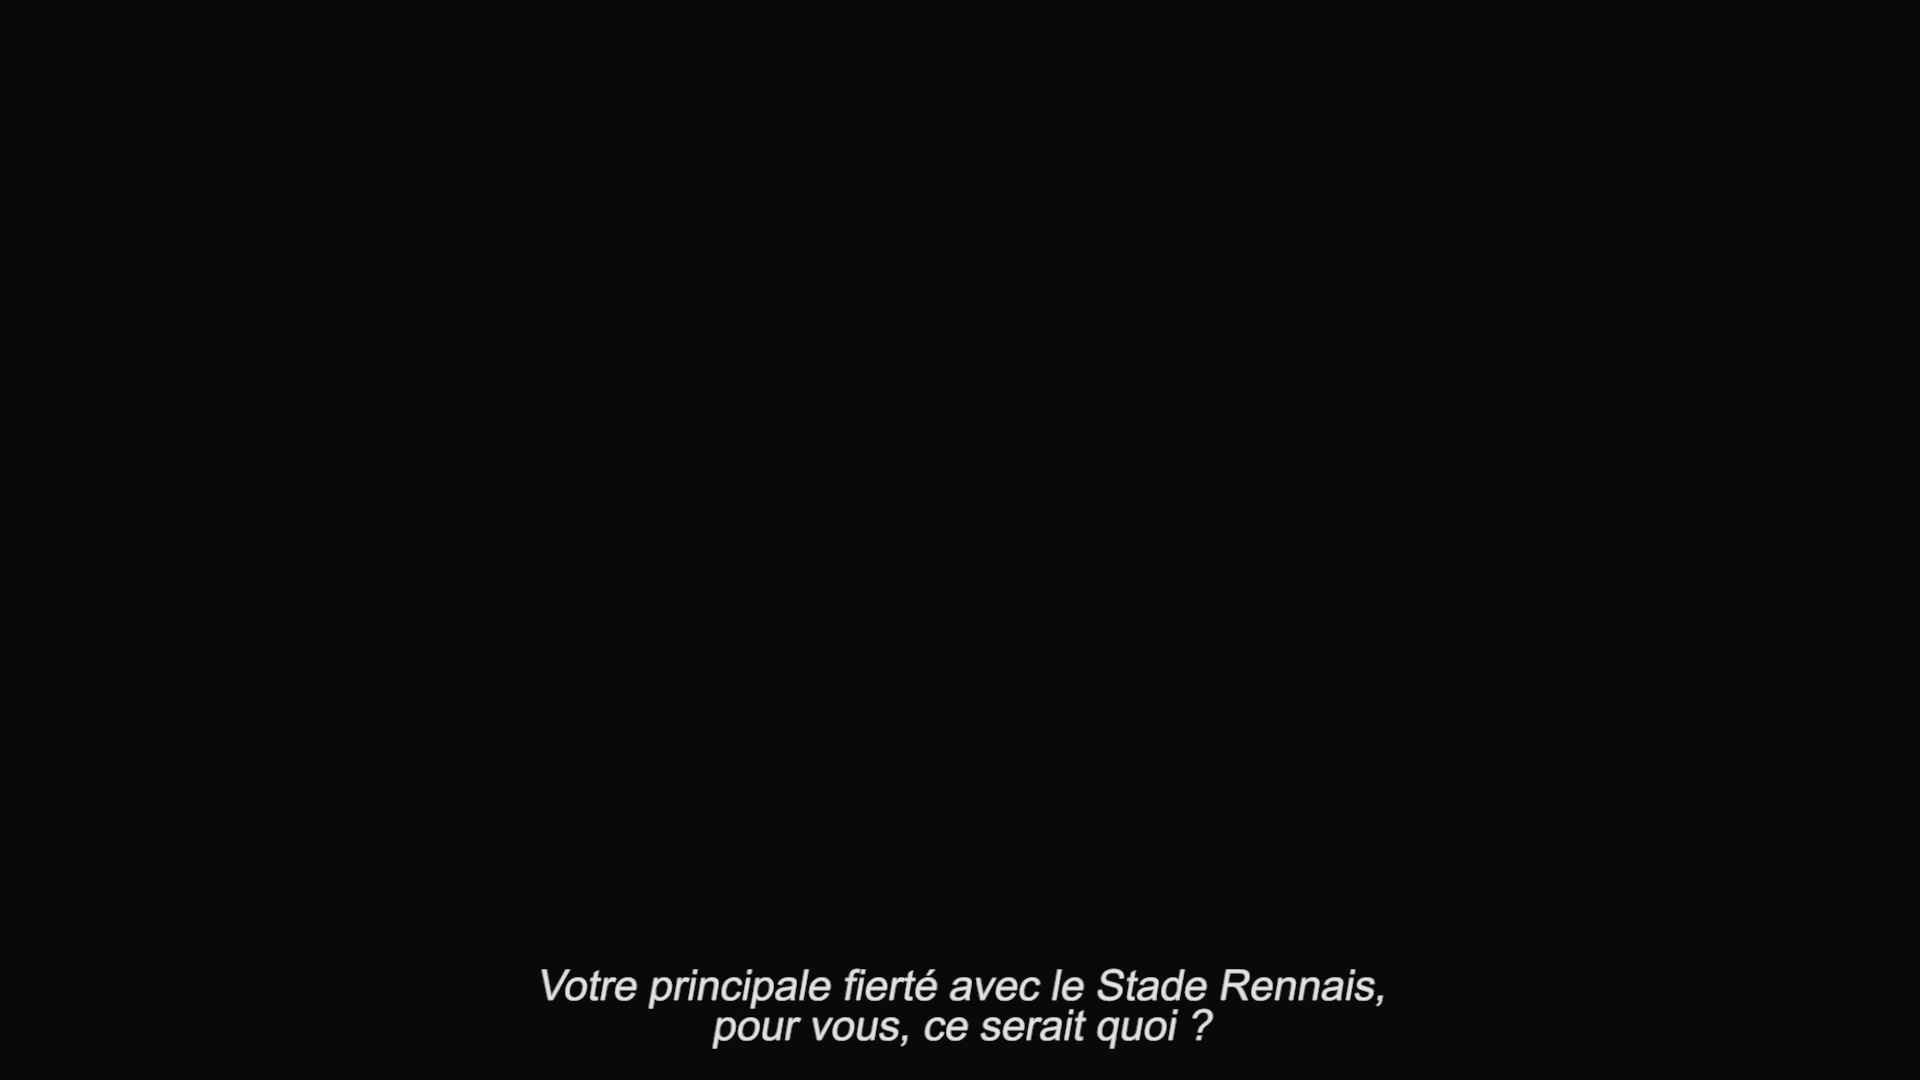 Votre principale fierté avec le Stade Rennais,
pour vous, ce serait quoi ?